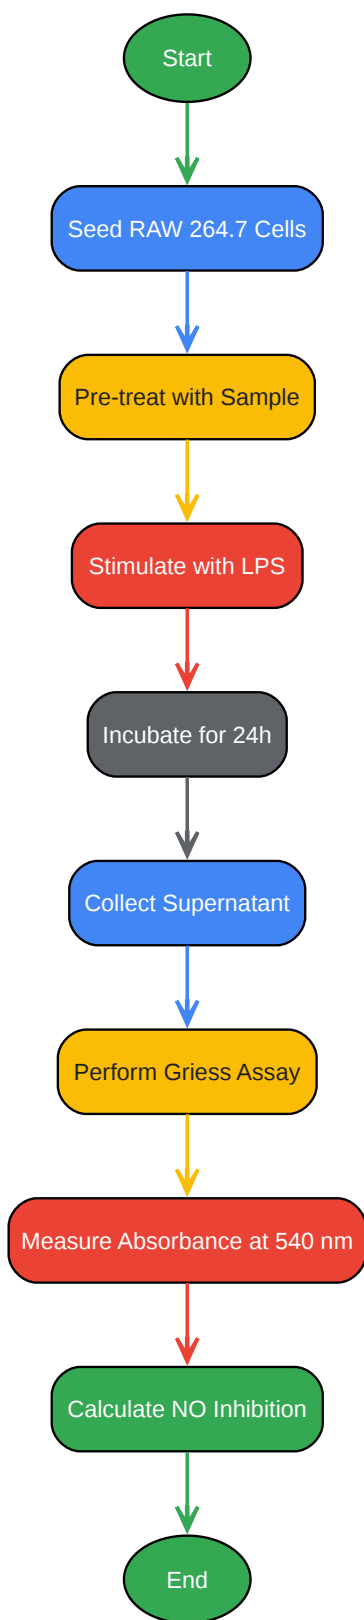 Start
Seed RAW 264.7 Cells
Pre-treat with Sample
Stimulate with LPS
Incubate for 24h
Collect Supernatant
Perform Griess Assay
Measure Absorbance at 540 nm
Calculate NO Inhibition
End